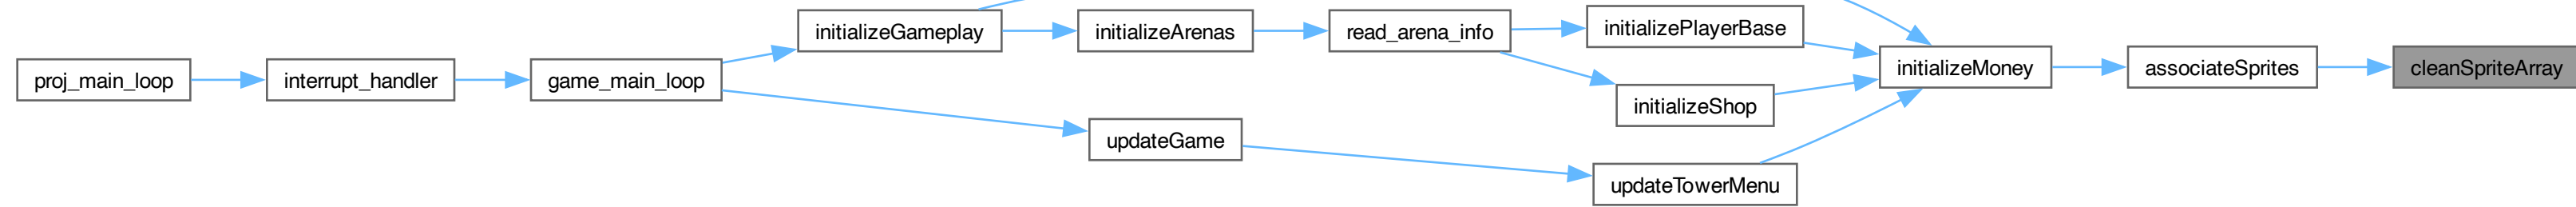 proj_main_loop
interrupt_handler
game_main_loop
initializeGameplay
initializeArenas
read_arena_info
initializePlayerBase
initializeShop
updateGame
updateTowerMenu
initializeMoney
associateSprites
cleanSpriteArray